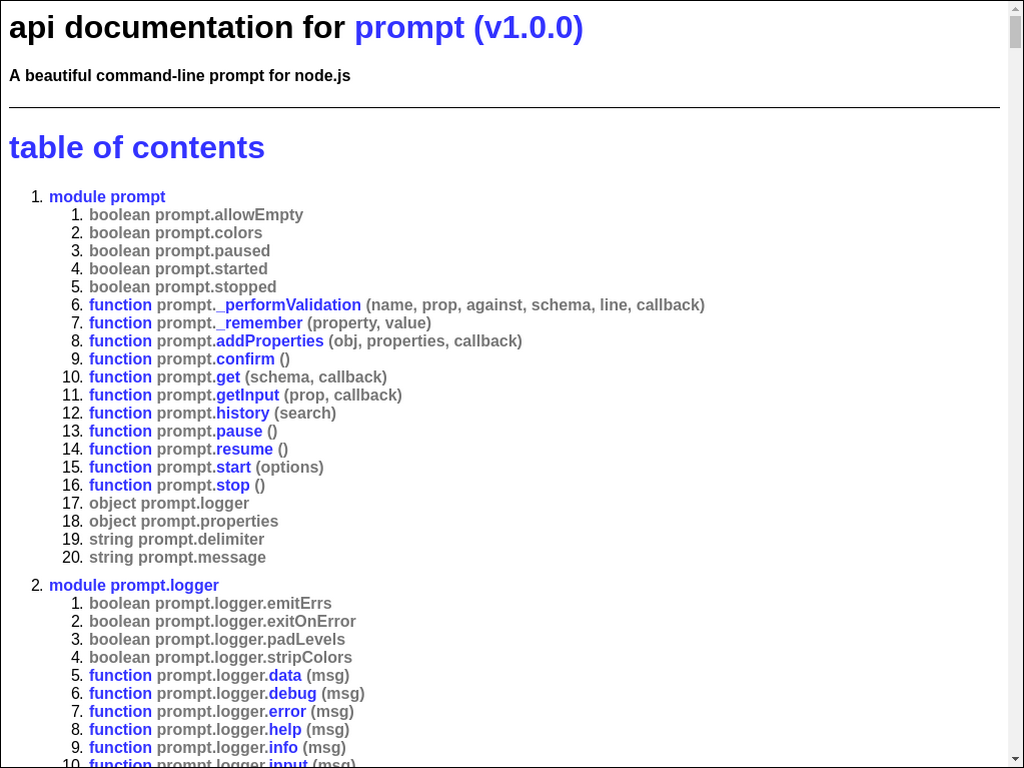 api documentation for prompt (v1.0.0)
A beautiful command-line prompt for node.js
table of contents
1. module prompt
1. boolean prompt.allowEmpty
2. boolean prompt.colors
3. boolean prompt.paused
4. boolean prompt.started
5. boolean prompt.stopped
6. function prompt._performValidation (name, prop, against, schema, line, callback)
7. function prompt._remember (property, value)
8. function prompt.addProperties (obj, properties, callback)
9. function prompt.confirm ()
10. function prompt.get (schema, callback)
11. function prompt.getInput (prop, callback)
12. function prompt.history (search)
13. function prompt.pause ()
14. function prompt.resume ()
15. function prompt.start (options)
16. function prompt.stop ()
17. object prompt.logger
18. object prompt.properties
19. string prompt.delimiter
20. string prompt.message
2. module prompt.logger
1. boolean prompt.logger.emitErrs
2. boolean prompt.logger.exitOnError
3. boolean prompt.logger.padLevels
4. boolean prompt.logger.stripColors
5. function prompt.logger.data (msg)
6. function prompt.logger.debug (msg)
7. function prompt.logger.error (msg)
8. function prompt.logger.help (msg)
9. function prompt.logger.info (msg)
10. function prompt.logger.input (msg)